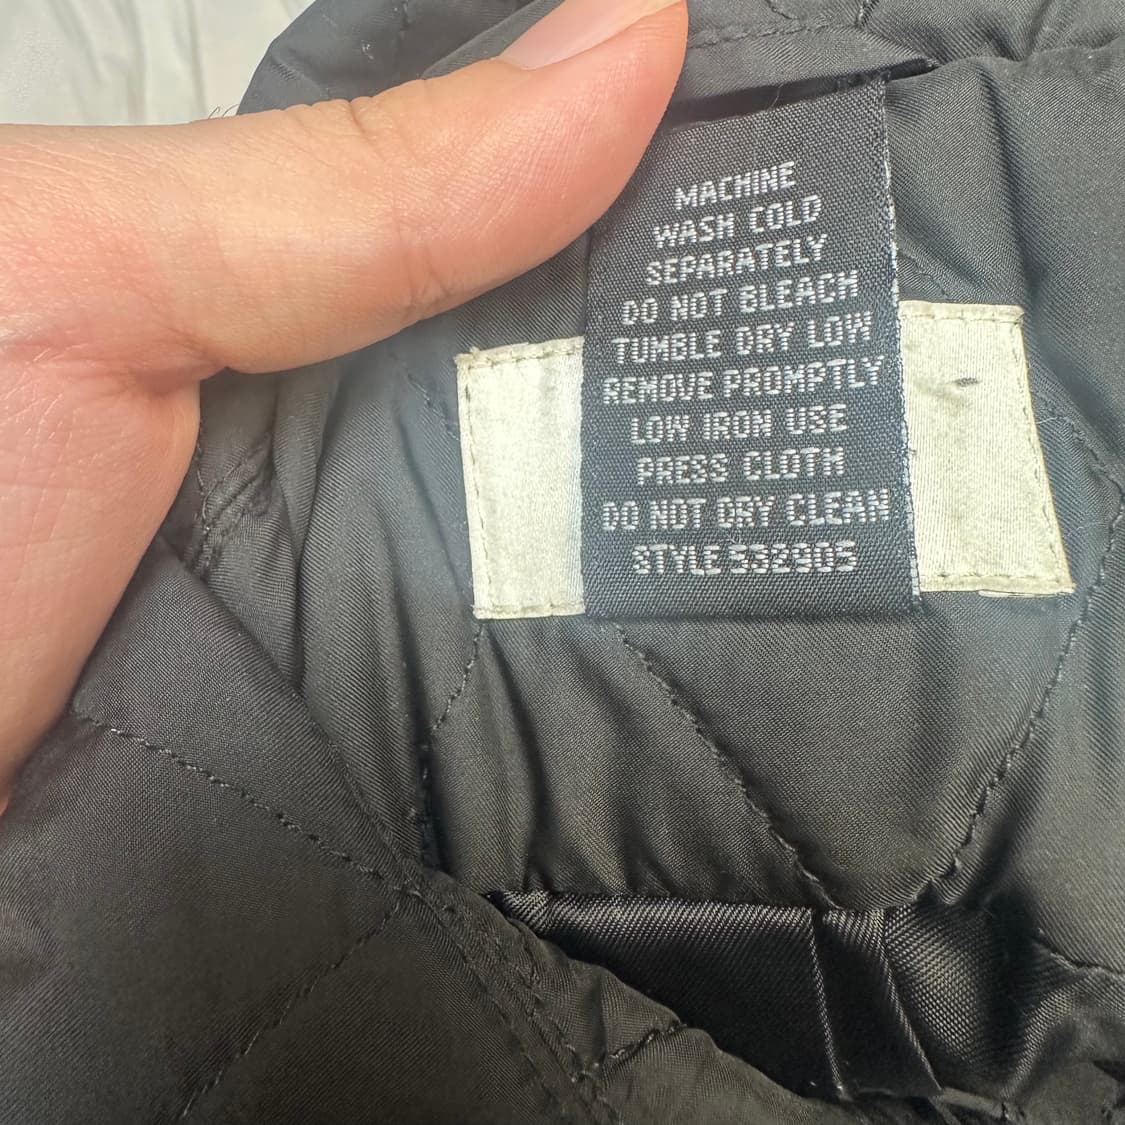 MACHINE
WASH COLD
SEPARATELY
DO NOT BLEACH
TUMBLE DRY LOW
REMOVE PROMPTLY
LOW IRON USE
PRESS CLOTH
DO NOT DRY CLEAN
STYLE 532905